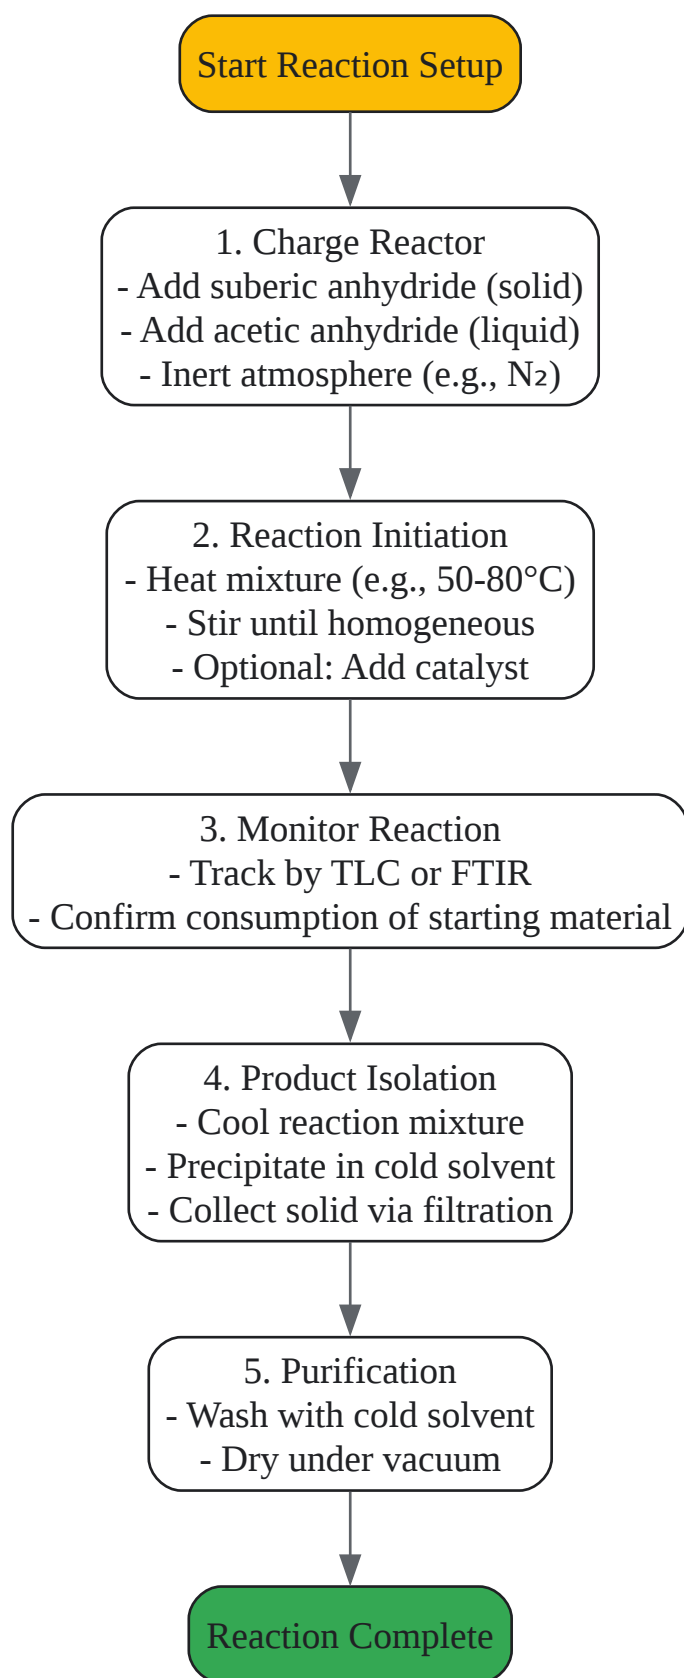 Start Reaction Setup
1. Charge Reactor
- Add suberic anhydride (solid)
- Add acetic anhydride (liquid)
- Inert atmosphere (e.g., N₂)
2. Reaction Initiation
- Heat mixture (e.g., 50-80°C)
- Stir until homogeneous
- Optional: Add catalyst
3. Monitor Reaction
- Track by TLC or FTIR
- Confirm consumption of starting material
4. Product Isolation
- Cool reaction mixture
- Precipitate in cold solvent
- Collect solid via filtration
5. Purification
- Wash with cold solvent
- Dry under vacuum
Reaction Complete